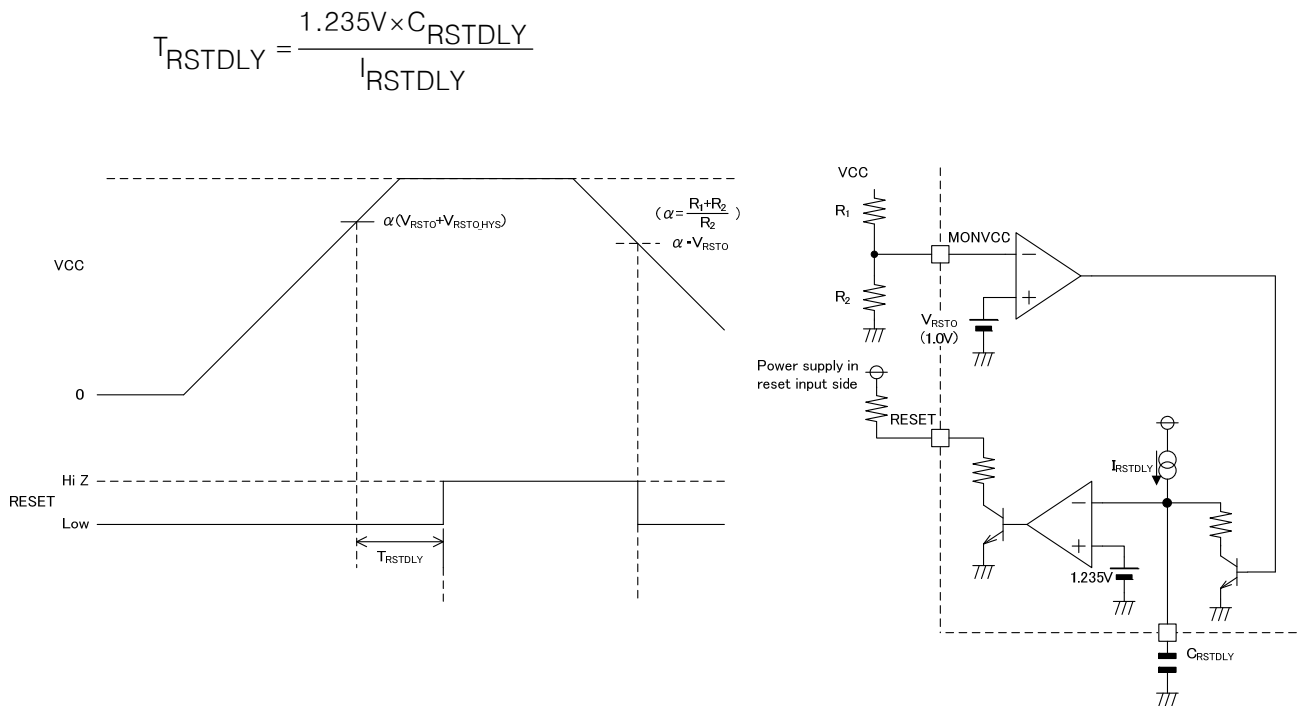 T_RSTDLY = 1.235V×C_RSTDLY / I_RSTDLY
VCC
0
α(V_RSTO+V_RSTO_HYS)
(α= R₁+R₂ / R₂ )
α・V_RSTO
Hi Z
RESET
Low
T_RSTDLY
VCC
R₁
MONVCC
−
R₂
+
V_RSTO
(1.0V)
Power supply in
reset input side
RESET
I_RSTDLY
−
+
1.235V
C_RSTDLY